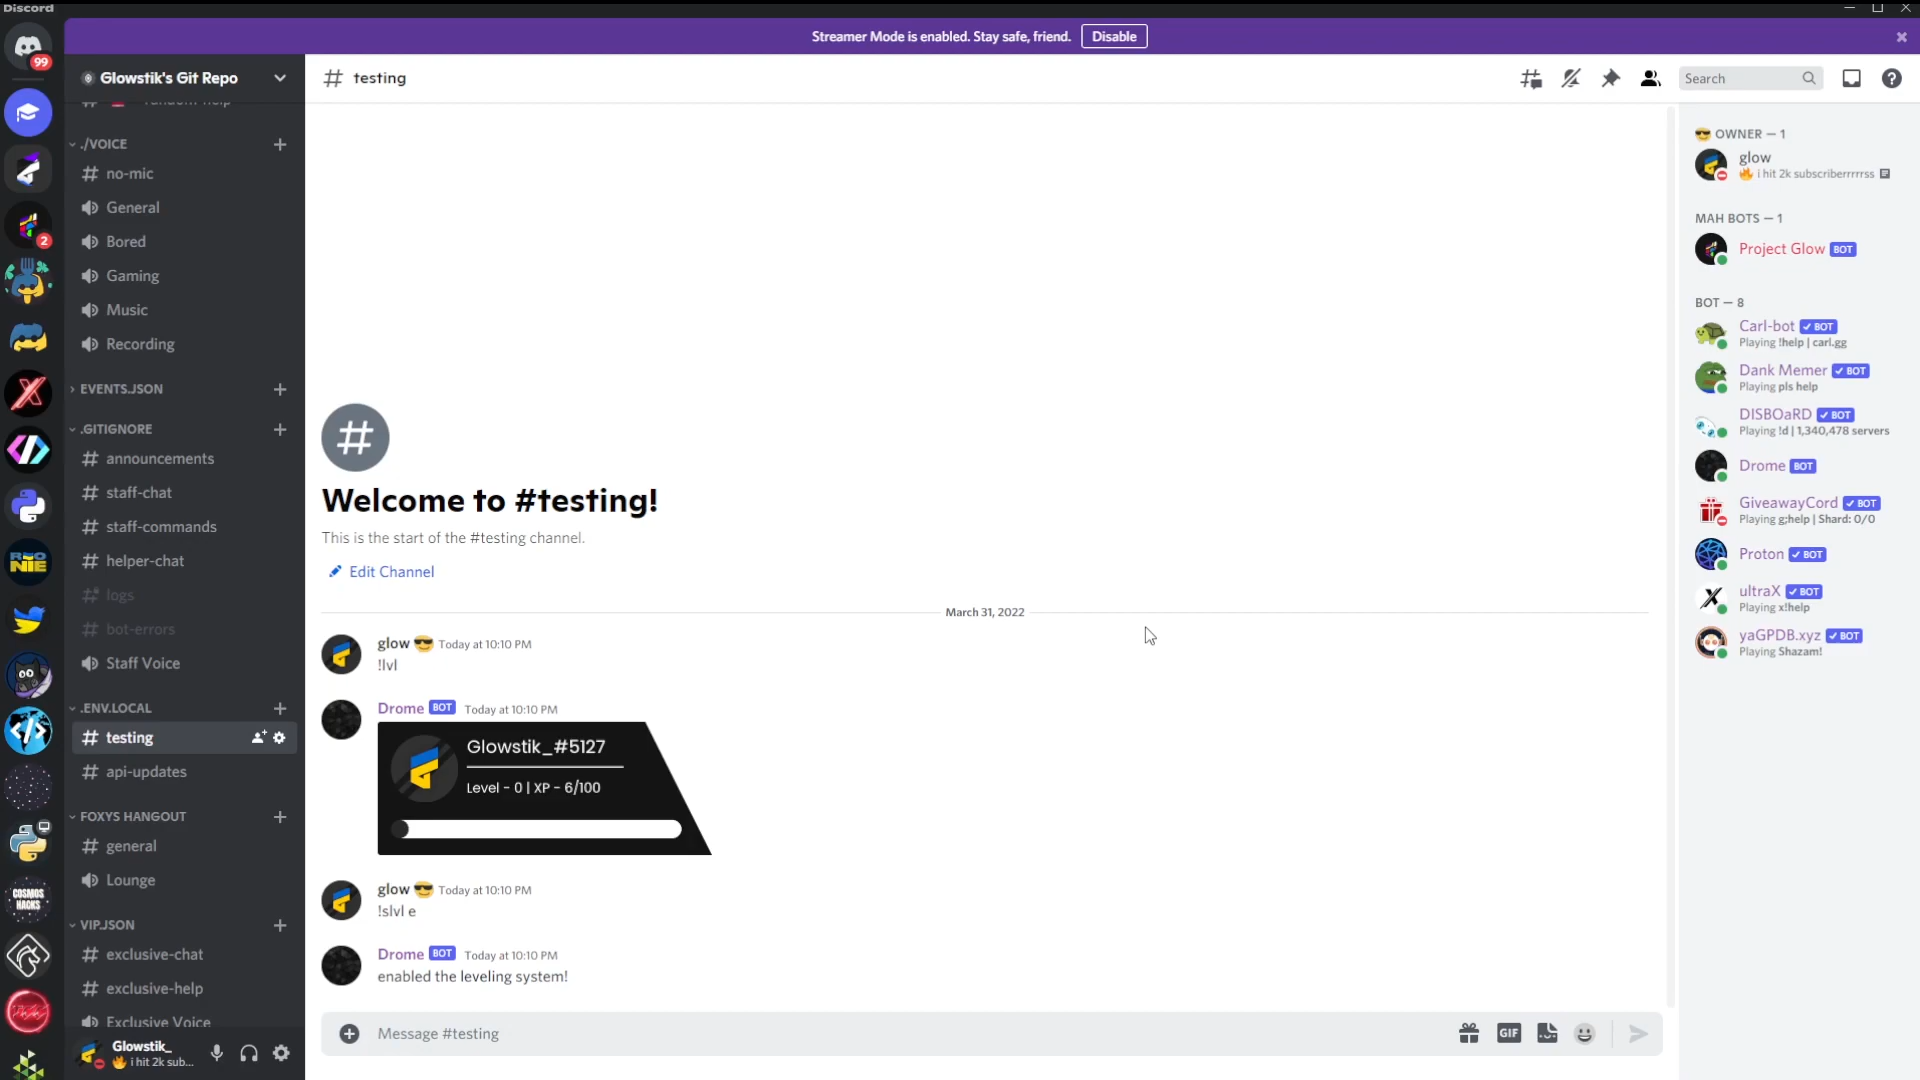 Discord
Streamer Mode is enabled. Stay safe, friend.
Disable
99
2
REONIE
COSMOS
HACKS
Glowstik's Git Repo
random-help
./VOICE
no-mic
General
Bored
Gaming
Music
Recording
EVENTS.JSON
.GITIGNORE
announcements
staff-chat
staff-commands
helper-chat
logs
bot-errors
Staff Voice
.ENV.LOCAL
testing
api-updates
FOXYS HANGOUT
general
Lounge
VIP.JSON
exclusive-chat
exclusive-help
Exclusive Voice
Glowstik_
i hit 2k sub...
testing
Search
Welcome to #testing!
This is the start of the #testing channel.
Edit Channel
March 31, 2022
glow Today at 10:10 PM
!lvl
Drome BOT Today at 10:10 PM
Glowstik_#5127
Level - 0 | XP - 6/100
glow Today at 10:10 PM
!slvl e
Drome BOT Today at 10:10 PM
enabled the leveling system!
Message #testing
GIF
OWNER — 1
glow
i hit 2k subscriberrrrrss
MAH BOTS — 1
Project Glow BOT
BOT — 8
Carl-bot BOT
Playing !help | carl.gg
Dank Memer BOT
Playing pls help
DISBOaRD BOT
Playing !d | 1,340,478 servers
Drome BOT
GiveawayCord BOT
Playing g;help | Shard: 0/0
Proton BOT
ultraX BOT
Playing x!help
yaGPDB.xyz BOT
Playing Shazam!